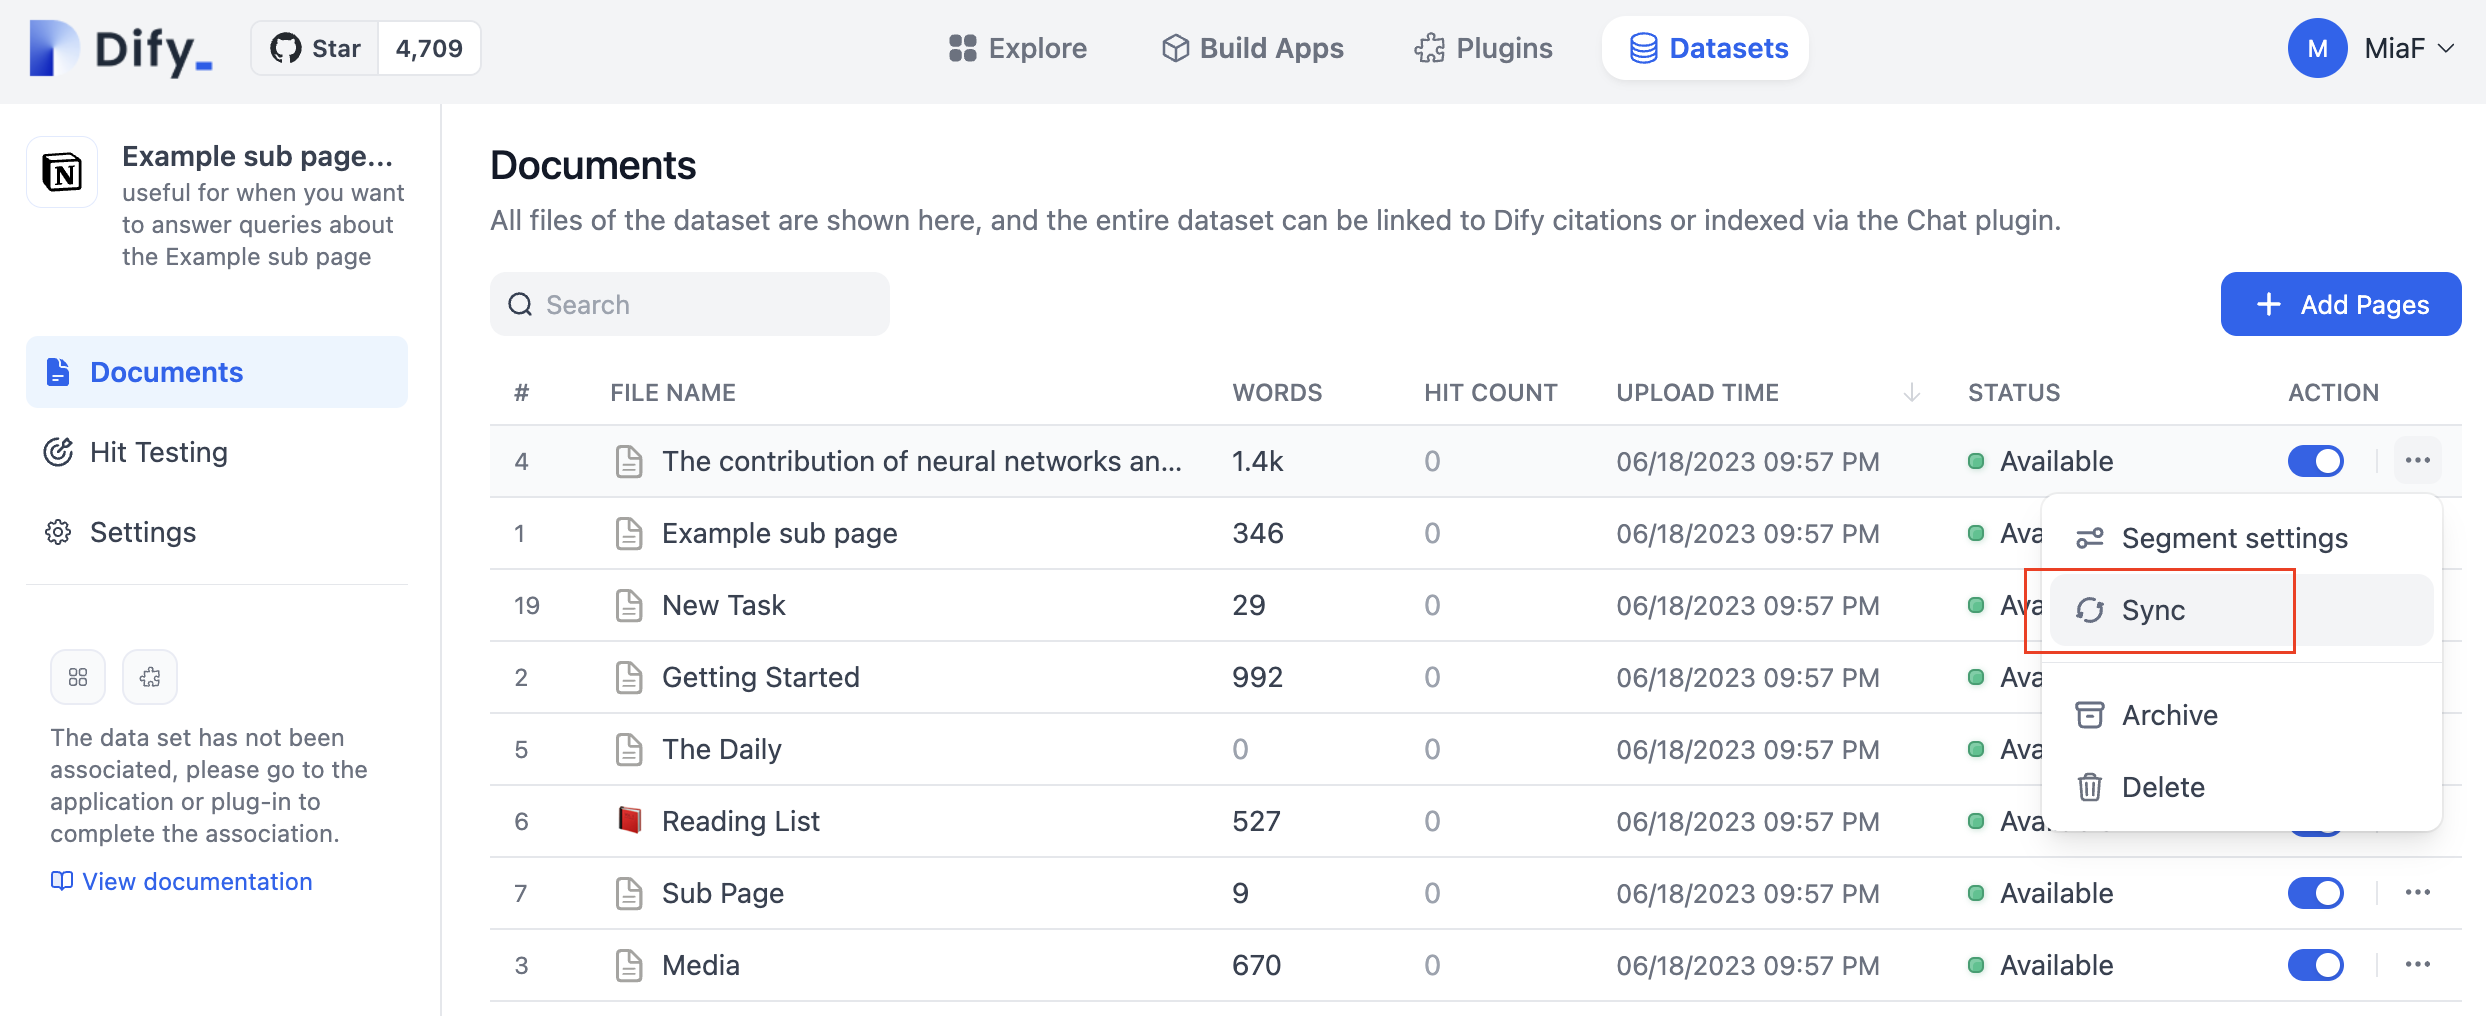 Dify_
Star 4,709
Explore
Build Apps
Plugins
Datasets
M MiaF
N
Example sub page...
useful for when you want
to answer queries about
the Example sub page
Documents
Hit Testing
Settings
The data set has not been
associated, please go to the
application or plug-in to
complete the association.
View documentation
Documents
All files of the dataset are shown here, and the entire dataset can be linked to Dify citations or indexed via the Chat plugin.
Search
Add Pages
# FILE NAME WORDS HIT COUNT UPLOAD TIME STATUS ACTION
4 The contribution of neural networks an... 1.4k 0 06/18/2023 09:57 PM Available
1 Example sub page 346 0 06/18/2023 09:57 PM Ava
19 New Task 29 0 06/18/2023 09:57 PM Ava
2 Getting Started 992 0 06/18/2023 09:57 PM Ava
5 The Daily 0 0 06/18/2023 09:57 PM Ava
6 Reading List 527 0 06/18/2023 09:57 PM Ava
7 Sub Page 9 0 06/18/2023 09:57 PM Available
3 Media 670 0 06/18/2023 09:57 PM Available
Segment settings
Sync
Archive
Delete